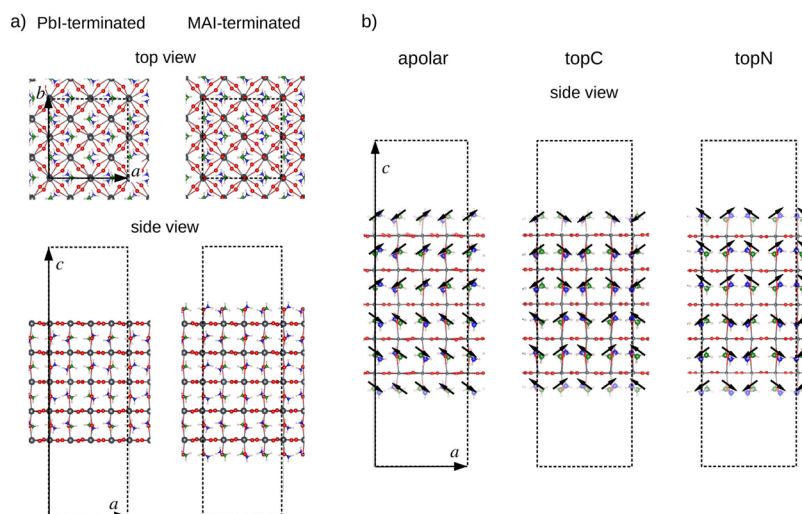 a) PbI-terminated MAI-terminated
top view
b
a
side view
c
a
b)
apolar topC topN
side view
c
a